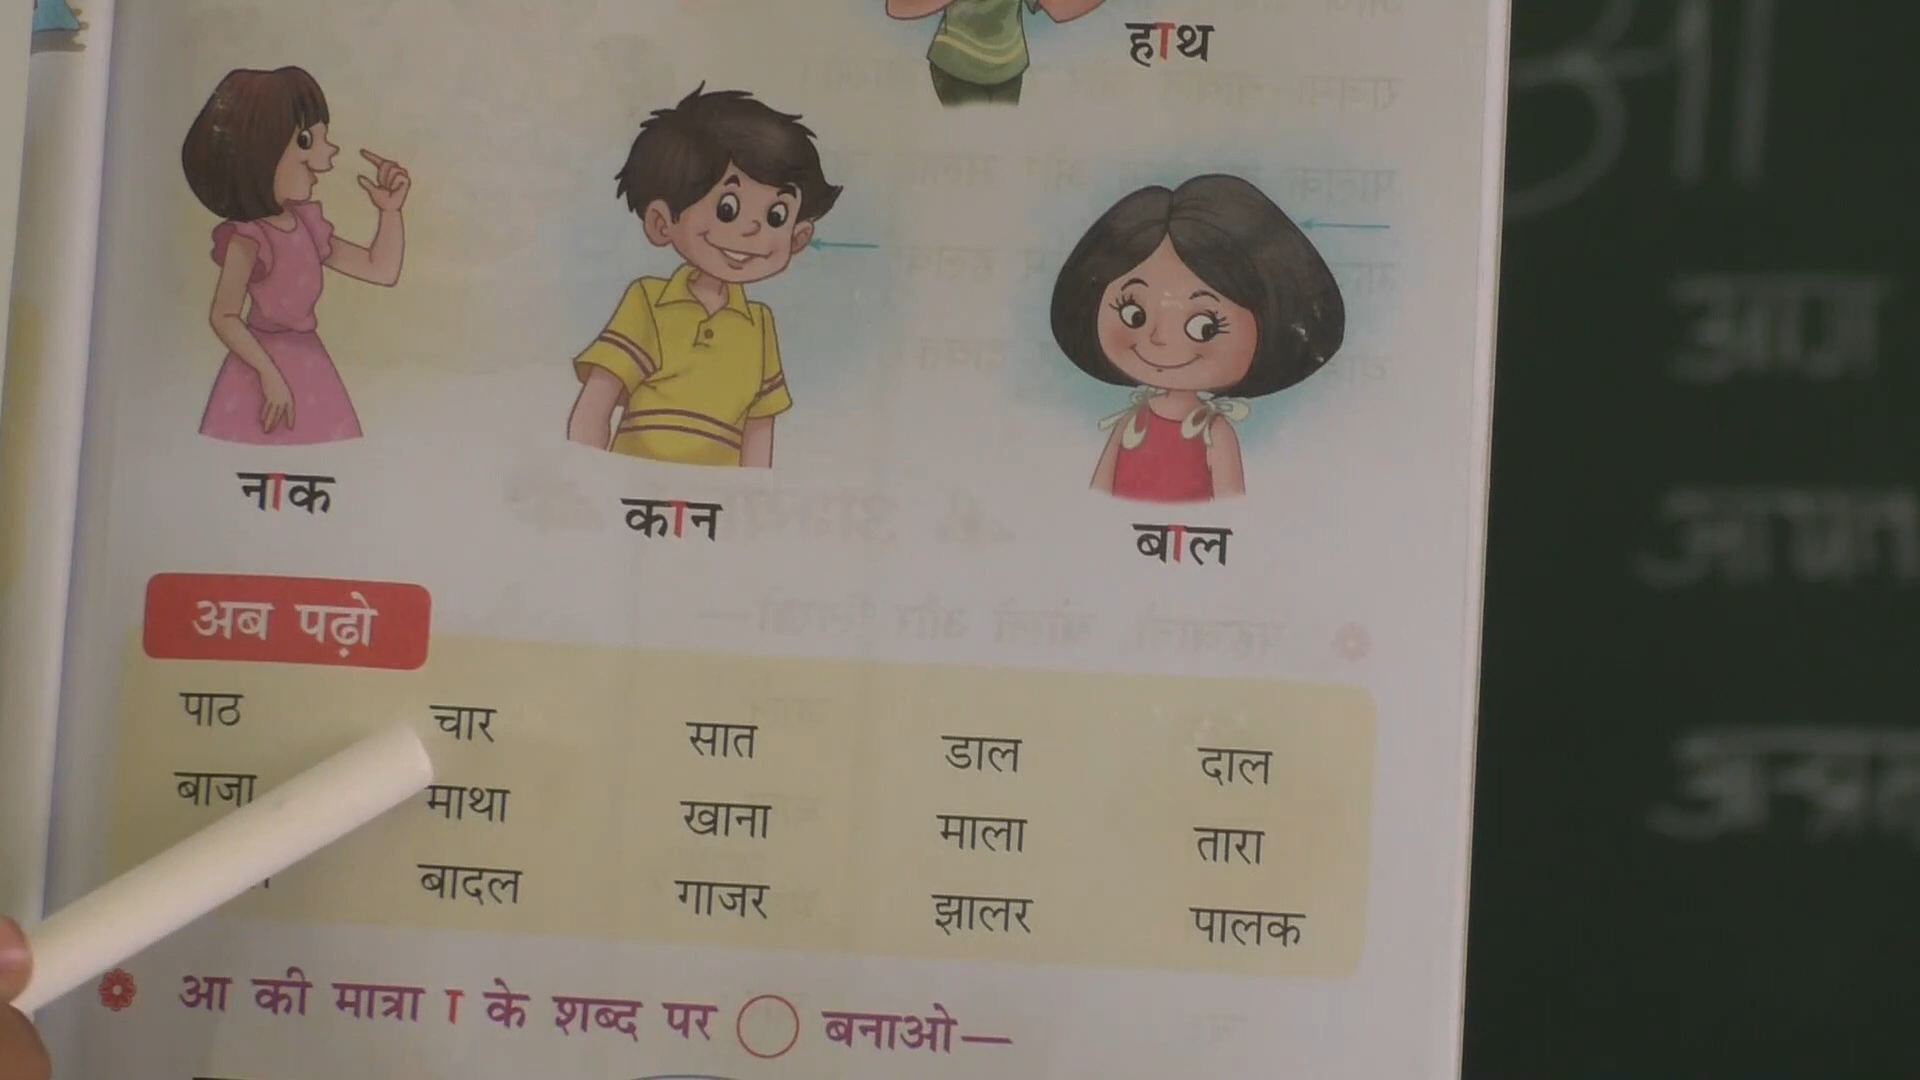 हाथ
नाक कान बाल
अब पढ़ो
पाठ चार सात डाल दाल
बाजा माथा खाना माला तारा
बादल गाजर झालर पालक
आ की मात्रा ा के शब्द पर ◯ बनाओ—
आ